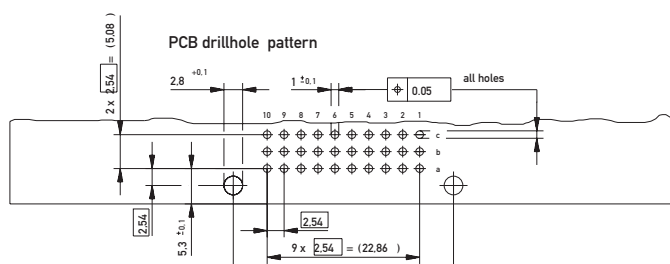 PCB drillhole pattern
2 x 2,54 = (5,08)
2,8 +0,1
1 ±0,1
0.05
all holes
10 9 8 7 6 5 4 3 2 1
c
b
a
2,54
5,3 ±0,1
2,54
9 x 2,54 = (22,86)